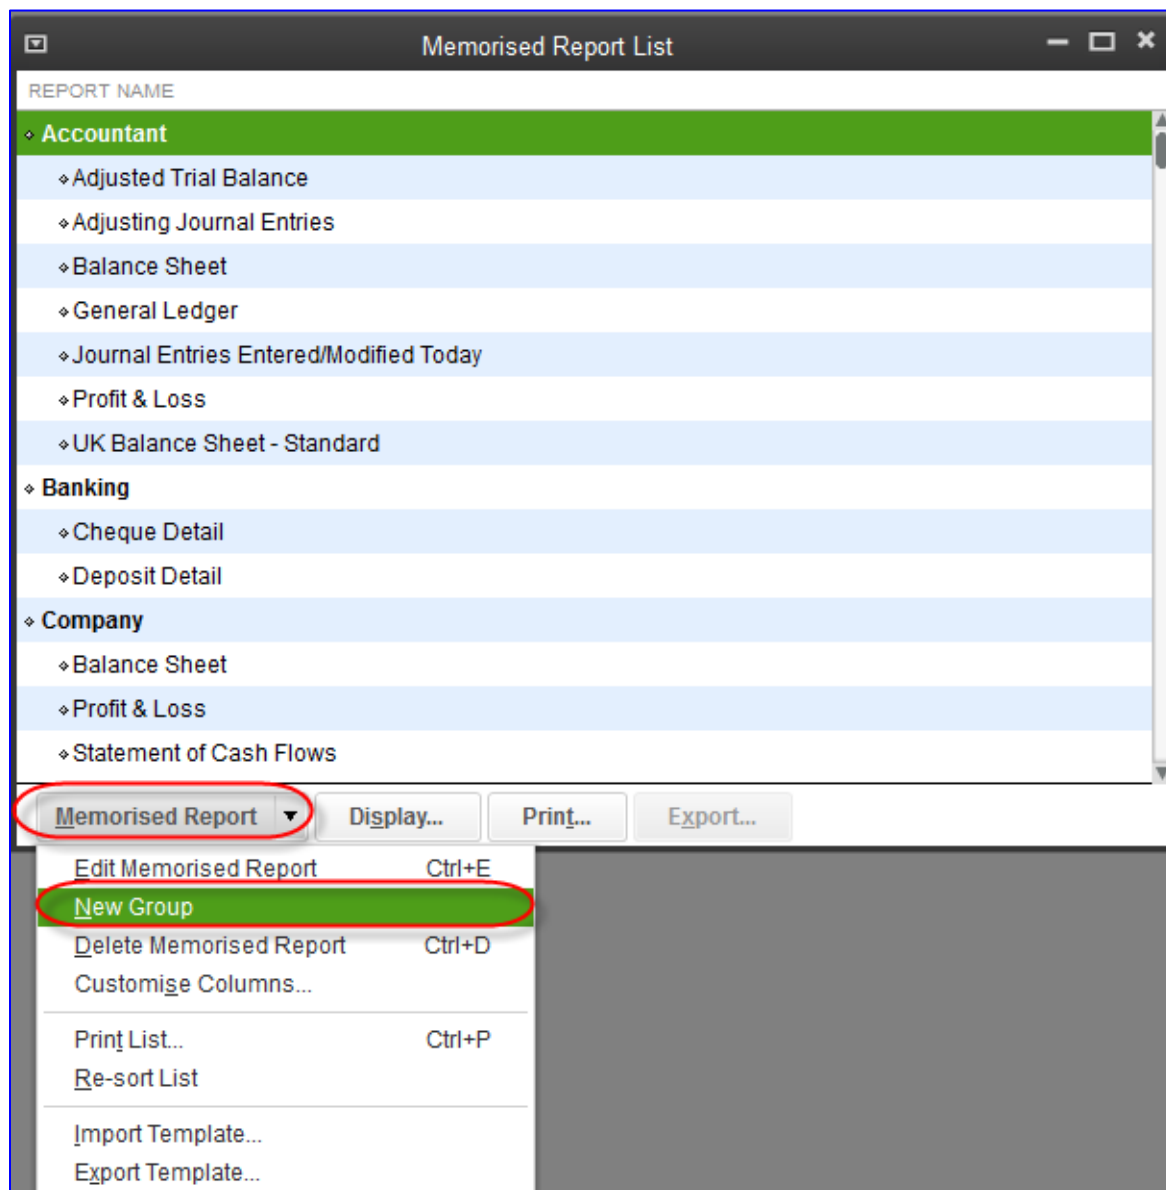 Memorised Report List
REPORT NAME
Accountant
Adjusted Trial Balance
Adjusting Journal Entries
Balance Sheet
General Ledger
Journal Entries Entered/Modified Today
Profit & Loss
UK Balance Sheet - Standard
Banking
Cheque Detail
Deposit Detail
Company
Balance Sheet
Profit & Loss
Statement of Cash Flows
Memorised Report Display... Print... Export...
Edit Memorised Report Ctrl+E
New Group
Delete Memorised Report Ctrl+D
Customise Columns...
Print List... Ctrl+P
Re-sort List
Import Template...
Export Template...